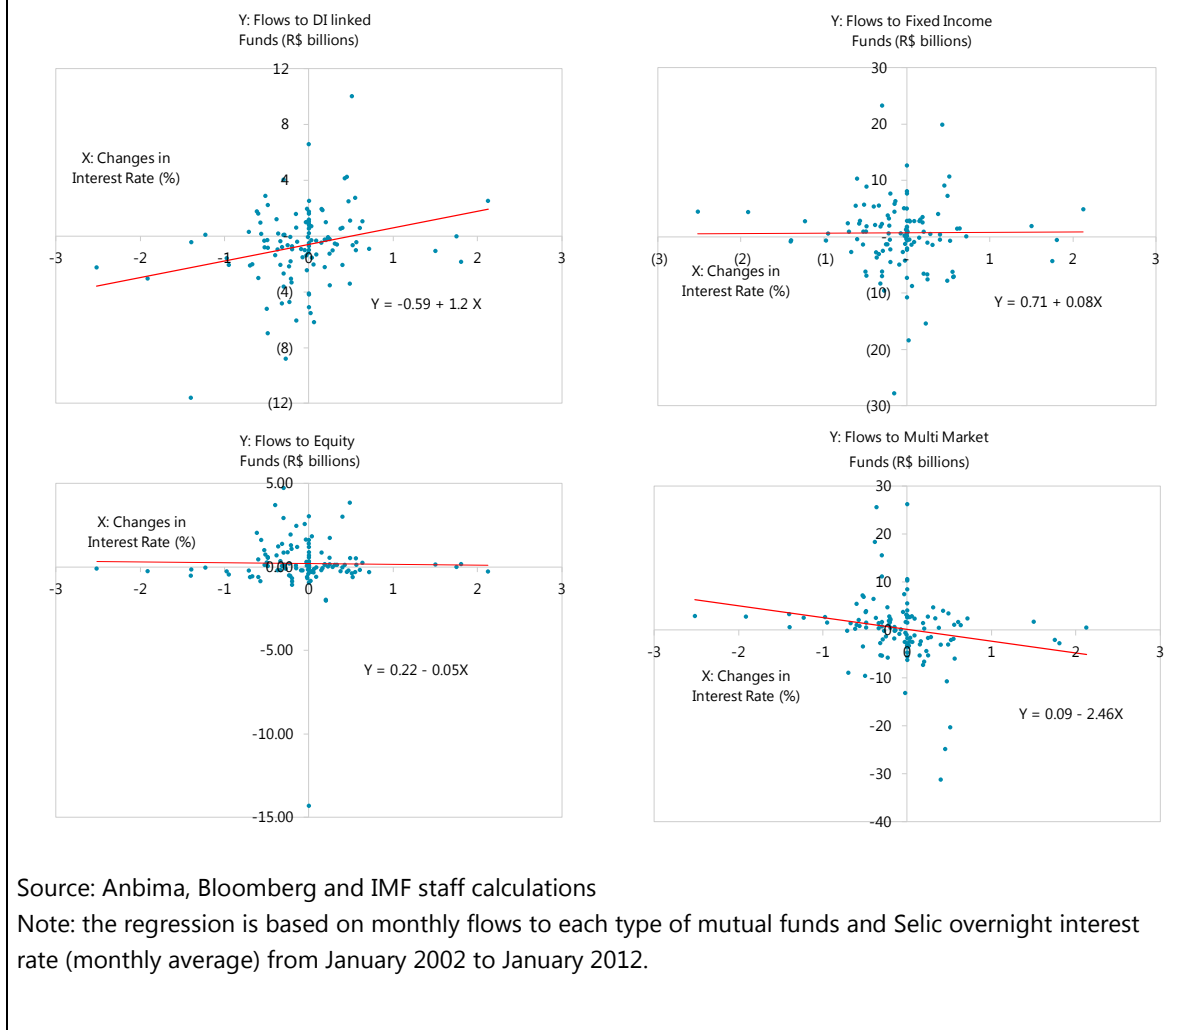 Y: Flows to DI linked
Funds (R$ billions)
12
8
4
0
(4)
(8)
(12)
-3
-2
-1
1
2
3
X: Changes in
Interest Rate (%)
Y = -0.59 + 1.2 X
Y: Flows to Fixed Income
Funds (R$ billions)
30
20
10
-
(10)
(20)
(30)
(3)
(2)
(1)
1
2
3
X: Changes in
Interest Rate (%)
Y = 0.71 + 0.08X
Y: Flows to Equity
Funds (R$ billions)
5.00
0.00
-5.00
-10.00
-15.00
-3
-2
-1
0
1
2
3
X: Changes in
Interest Rate (%)
Y = 0.22 - 0.05X
Y: Flows to Multi Market
Funds (R$ billions)
30
20
10
0
-10
-20
-30
-40
-3
-2
-1
0
1
2
3
X: Changes in
Interest Rate (%)
Y = 0.09 - 2.46X
Source: Anbima, Bloomberg and IMF staff calculations
Note: the regression is based on monthly flows to each type of mutual funds and Selic overnight interest
rate (monthly average) from January 2002 to January 2012.